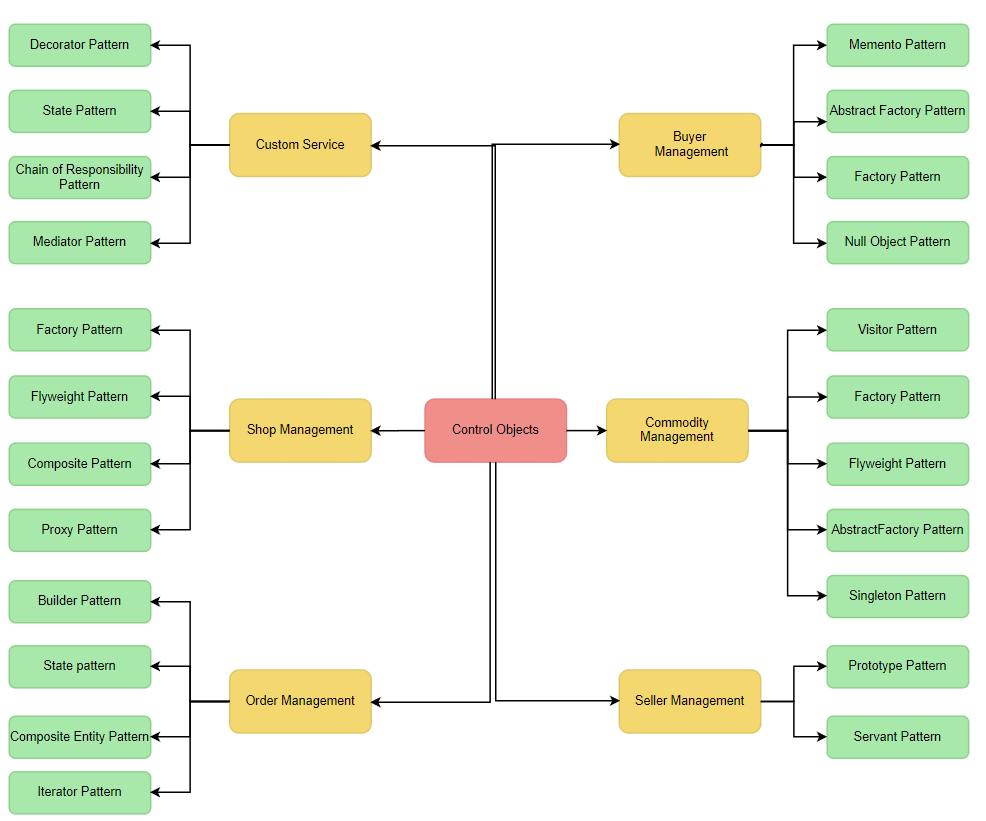 Decorator Pattern
State Pattern
Chain of Responsibility
Pattern
Mediator Pattern
Custom Service
Buyer
Management
Memento Pattern
Abstract Factory Pattern
Factory Pattern
Null Object Pattern
Factory Pattern
Flyweight Pattern
Composite Pattern
Proxy Pattern
Shop Management
Control Objects
Commodity
Management
Visitor Pattern
Factory Pattern
Flyweight Pattern
AbstractFactory Pattern
Singleton Pattern
Builder Pattern
State pattern
Composite Entity Pattern
Iterator Pattern
Order Management
Seller Management
Prototype Pattern
Servant Pattern